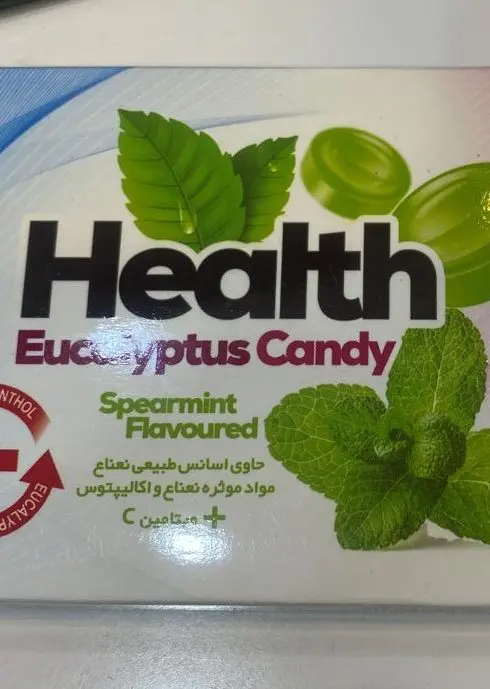 Health
Eucalyptus Candy
Spearmint
Flavoured
حاوی اسانس طبیعی نعناع
مواد موثره نعناع و اکالیپتوس
+ ویتامین C